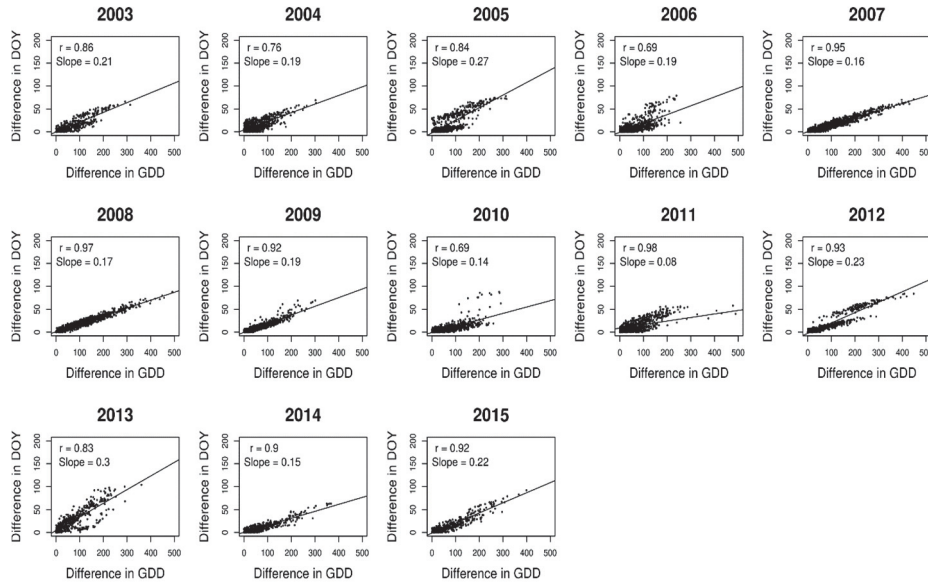 2003
2004
2005
2006
2007
Difference in DOY
200
150
100
50
0
r = 0.86
Slope = 0.21
0 100 200 300 400 500
Difference in GDD
Difference in DOY
200
150
100
50
0
r = 0.76
Slope = 0.19
0 100 200 300 400 500
Difference in GDD
Difference in DOY
200
150
100
50
0
r = 0.84
Slope = 0.27
0 100 200 300 400 500
Difference in GDD
Difference in DOY
200
150
100
50
0
r = 0.69
Slope = 0.19
0 100 200 300 400 500
Difference in GDD
Difference in DOY
200
150
100
50
0
r = 0.95
Slope = 0.16
0 100 200 300 400 500
Difference in GDD
2008
2009
2010
2011
2012
Difference in DOY
200
150
100
50
0
r = 0.97
Slope = 0.17
0 100 200 300 400 500
Difference in GDD
Difference in DOY
200
150
100
50
0
r = 0.92
Slope = 0.19
0 100 200 300 400 500
Difference in GDD
Difference in DOY
200
150
100
50
0
r = 0.69
Slope = 0.14
0 100 200 300 400 500
Difference in GDD
Difference in DOY
200
150
100
50
0
r = 0.98
Slope = 0.08
0 100 200 300 400 500
Difference in GDD
Difference in DOY
200
150
100
50
0
r = 0.93
Slope = 0.23
0 100 200 300 400 500
Difference in GDD
2013
2014
2015
Difference in DOY
200
150
100
50
0
r = 0.83
Slope = 0.3
0 100 200 300 400 500
Difference in GDD
Difference in DOY
200
150
100
50
0
r = 0.9
Slope = 0.15
0 100 200 300 400 500
Difference in GDD
Difference in DOY
200
150
100
50
0
r = 0.92
Slope = 0.22
0 100 200 300 400 500
Difference in GDD